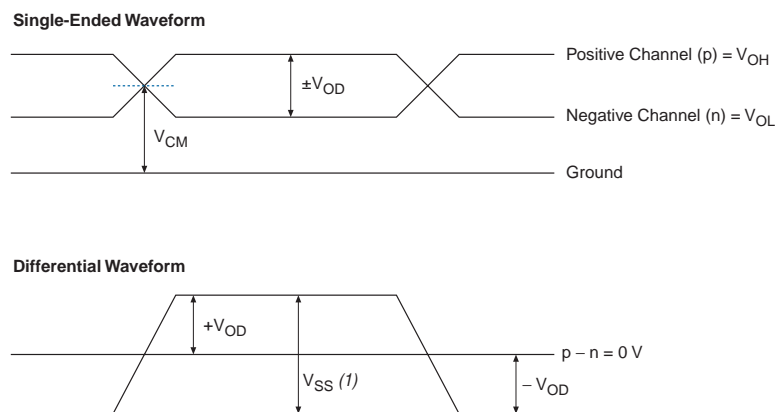 Single-Ended Waveform
Positive Channel (p) = VOH
±VOD
Negative Channel (n) = VOL
VCM
Ground
Differential Waveform
+VOD
p – n = 0 V
VSS (1)
– VOD